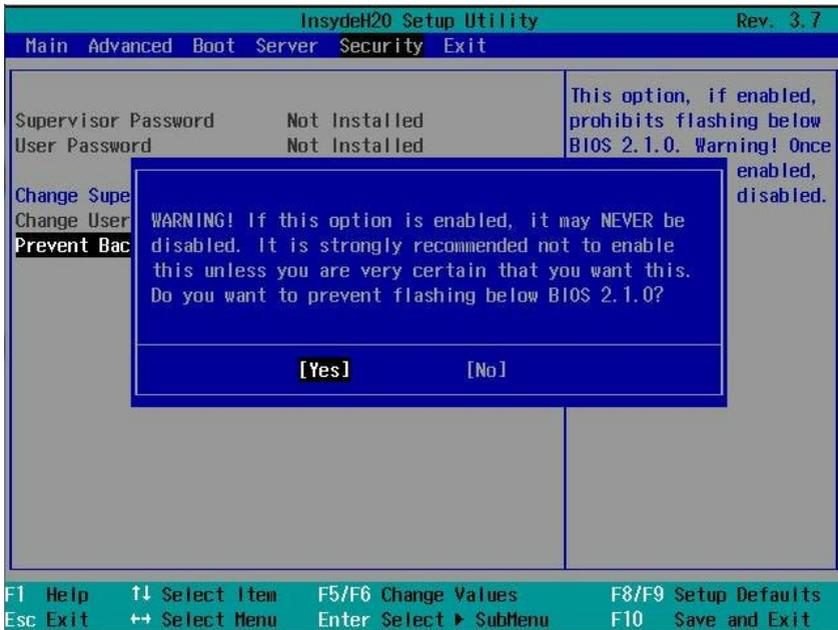 InsydeH20 Setup Utility Rev. 3.7
Main Advanced Boot Server Security Exit
Supervisor Password Not Installed
User Password Not Installed
Change Supe
Change User
Prevent Bac
This option, if enabled,
prohibits flashing below
BIOS 2.1.0. Warning! Once
enabled,
disabled.
WARNING! If this option is enabled, it may NEVER be
disabled. It is strongly recommended not to enable
this unless you are very certain that you want this.
Do you want to prevent flashing below BIOS 2.1.0?
[Yes] [No]
F1 Help ↑↓ Select Item F5/F6 Change Values F8/F9 Setup Defaults
Esc Exit ↔ Select Menu Enter Select ▶ SubMenu F10 Save and Exit